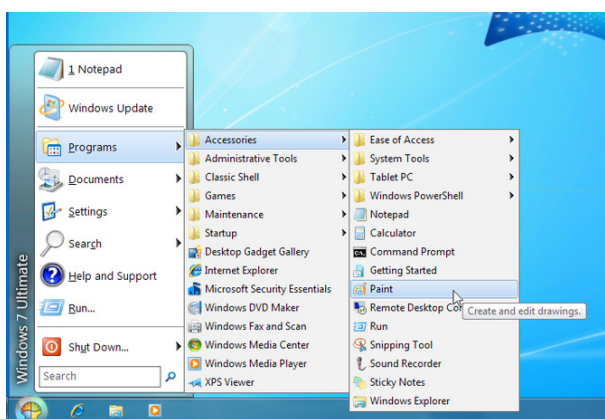 1 Notepad
Windows Update
Programs
Documents
Settings
Search
Help and Support
Run...
Shut Down...
Search
Windows 7 Ultimate
Accessories
Administrative Tools
Classic Shell
Games
Maintenance
Startup
Desktop Gadget Gallery
Internet Explorer
Microsoft Security Essentials
Windows DVD Maker
Windows Fax and Scan
Windows Media Center
Windows Media Player
XPS Viewer
Ease of Access
System Tools
Tablet PC
Windows PowerShell
Notepad
Calculator
Command Prompt
Getting Started
Paint
Remote Desktop Co
Create and edit drawings.
Run
Snipping Tool
Sound Recorder
Sticky Notes
Windows Explorer